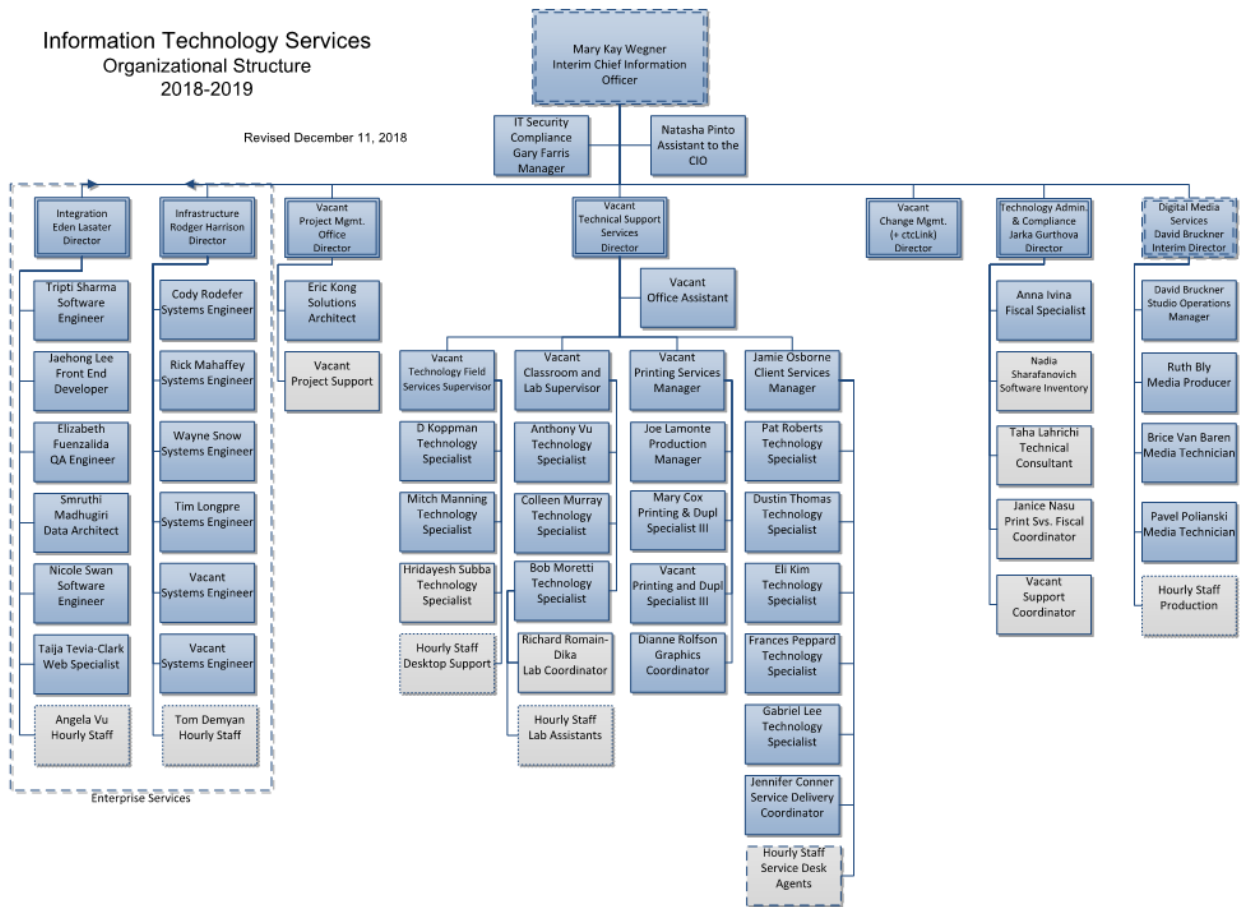 Information Technology Services
Organizational Structure
2018-2019
Revised December 11, 2018
Mary Kay Wegner
Interim Chief Information
Officer
IT Security
Compliance
Gary Farris
Manager
Natasha Pinto
Assistant to the
CIO
Integration
Eden Lasater
Director
Infrastructure
Rodger Harrison
Director
Vacant
Project Mgmt.
Office
Director
Vacant
Technical Support
Services
Director
Vacant
Change Mgmt.
(+ ctcLink)
Director
Technology Admin.
& Compliance
Jarka Gurthova
Director
Digital Media
Services
David Bruckner
Interim Director
Tripti Sharma
Software
Engineer
Jaehong Lee
Front End
Developer
Elizabeth
Fuenzalida
QA Engineer
Smruthi
Madhugiri
Data Architect
Nicole Swan
Software
Engineer
Taija Tevia-Clark
Web Specialist
Angela Vu
Hourly Staff
Cody Rodefer
Systems Engineer
Rick Mahaffey
Systems Engineer
Wayne Snow
Systems Engineer
Tim Longpre
Systems Engineer
Vacant
Systems Engineer
Vacant
Systems Engineer
Tom Demyan
Hourly Staff
Enterprise Services
Eric Kong
Solutions
Architect
Vacant
Project Support
Vacant
Office Assistant
Vacant
Technology Field
Services Supervisor
D Koppman
Technology
Specialist
Mitch Manning
Technology
Specialist
Hridayesh Subba
Technology
Specialist
Hourly Staff
Desktop Support
Vacant
Classroom and
Lab Supervisor
Anthony Vu
Technology
Specialist
Colleen Murray
Technology
Specialist
Bob Moretti
Technology
Specialist
Richard Romain-
Dika
Lab Coordinator
Hourly Staff
Lab Assistants
Vacant
Printing Services
Manager
Joe Lamonte
Production
Manager
Mary Cox
Printing & Dupl
Specialist III
Vacant
Printing and Dupl
Specialist III
Dianne Rolfson
Graphics
Coordinator
Jamie Osborne
Client Services
Manager
Pat Roberts
Technology
Specialist
Dustin Thomas
Technology
Specialist
Eli Kim
Technology
Specialist
Frances Peppard
Technology
Specialist
Gabriel Lee
Technology
Specialist
Jennifer Conner
Service Delivery
Coordinator
Hourly Staff
Service Desk
Agents
Anna Ivina
Fiscal Specialist
Nadia
Sharafanovich
Software Inventory
Taha Lahrichi
Technical
Consultant
Janice Nasu
Print Svs. Fiscal
Coordinator
Vacant
Support
Coordinator
David Bruckner
Studio Operations
Manager
Ruth Bly
Media Producer
Brice Van Baren
Media Technician
Pavel Polianski
Media Technician
Hourly Staff
Production